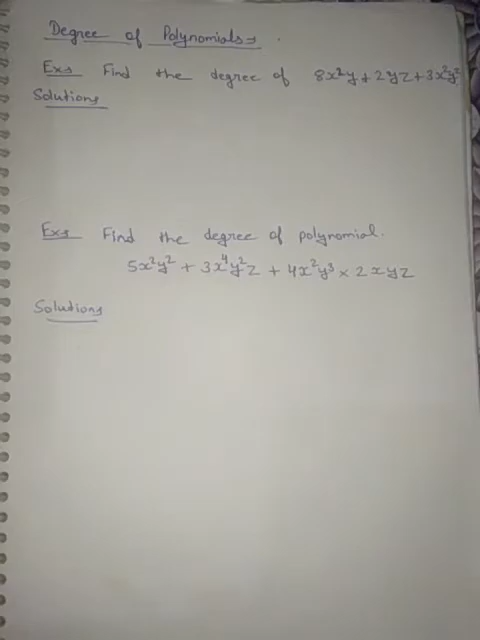 Degree of Polynomials:
Ex: Find the degree of 8x²y + 2yz + 3x²y²
Solution:
Ex: Find the degree of polynomial.
5x²y² + 3x⁴y²z + 4x²y³ × 2xyz
Solution: